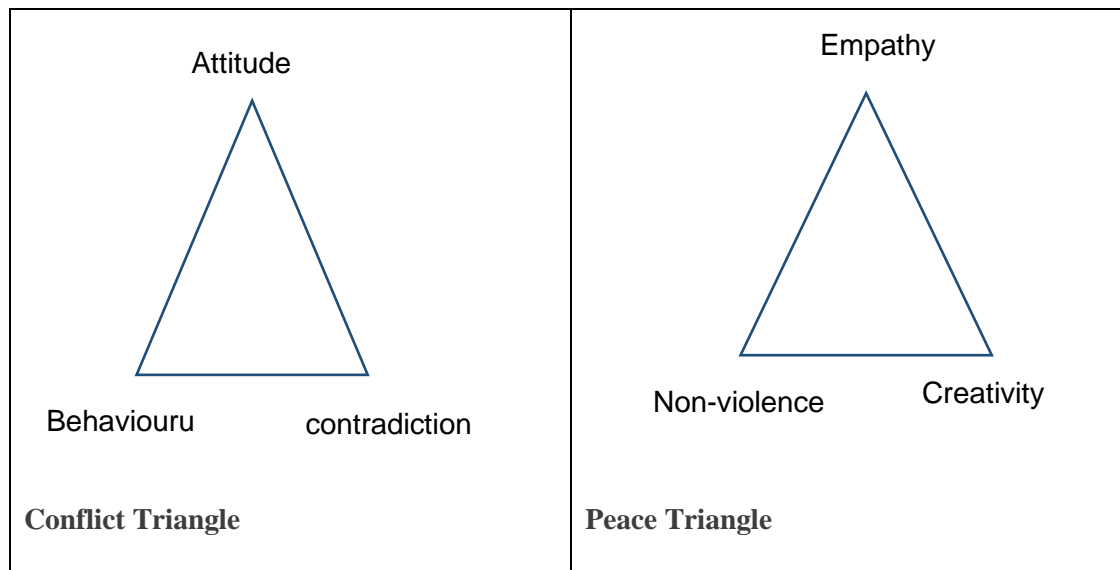 Attitude
Behaviouru
contradiction
Conflict Triangle
Empathy
Non-violence
Creativity
Peace Triangle